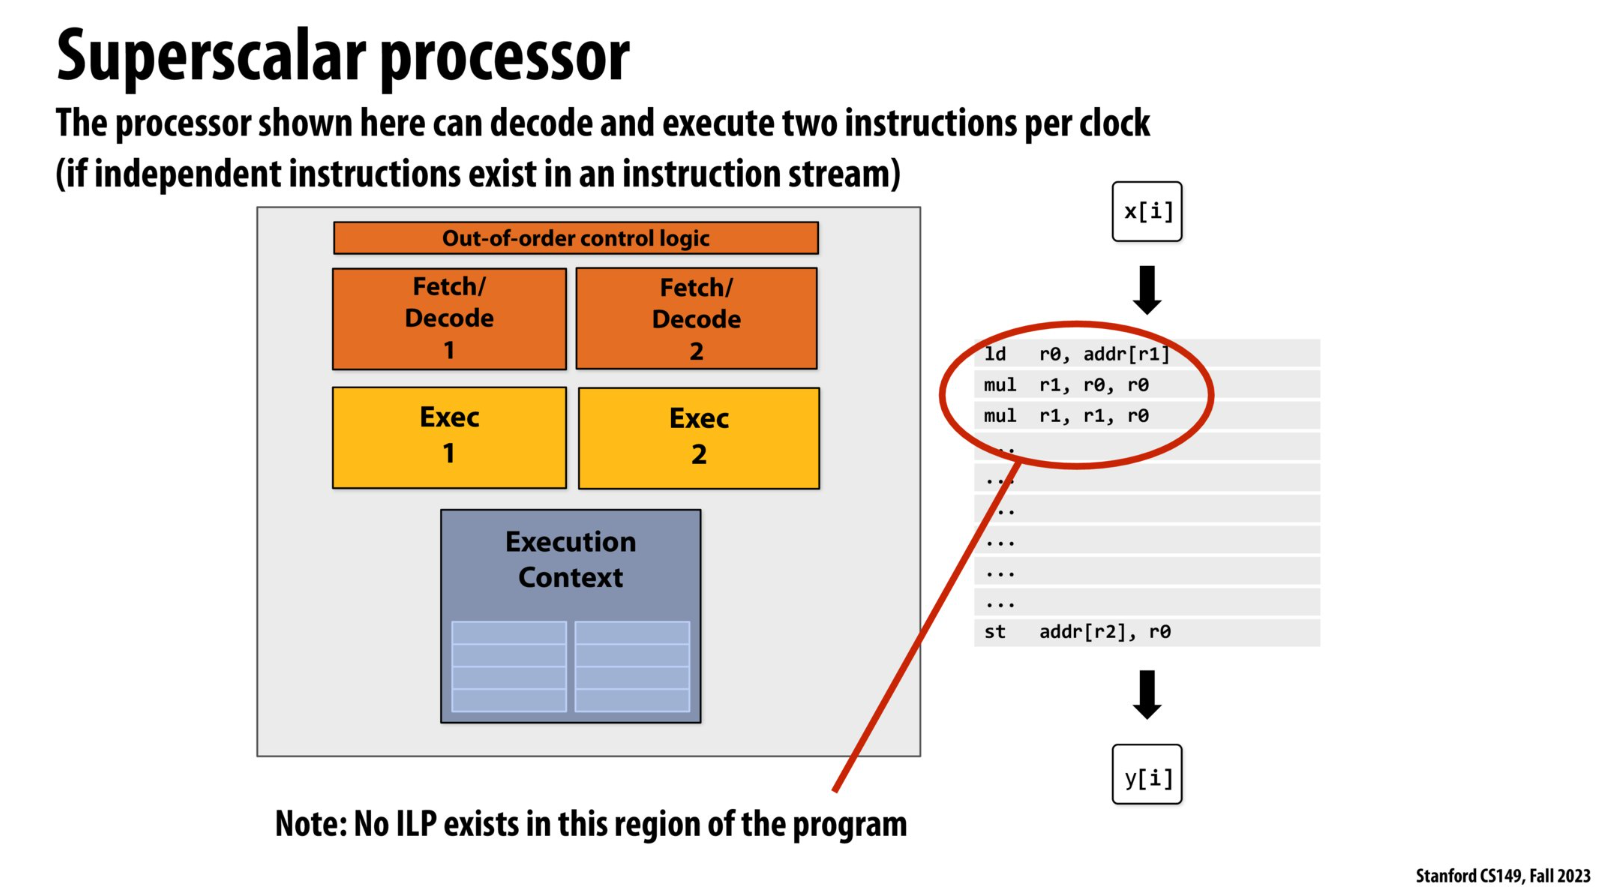 Superscalar processor
The processor shown here can decode and execute two instructions per clock
(if independent instructions exist in an instruction stream)
Out-of-order control logic
Fetch/
Decode
1
Fetch/
Decode
2
Exec
1
Exec
2
Execution
Context
x[i]
ld r0, addr[r1]
mul r1, r0, r0
mul r1, r1, r0
...
...
...
...
...
...
st addr[r2], r0
y[i]
Note: No ILP exists in this region of the program
Stanford CS149, Fall 2023